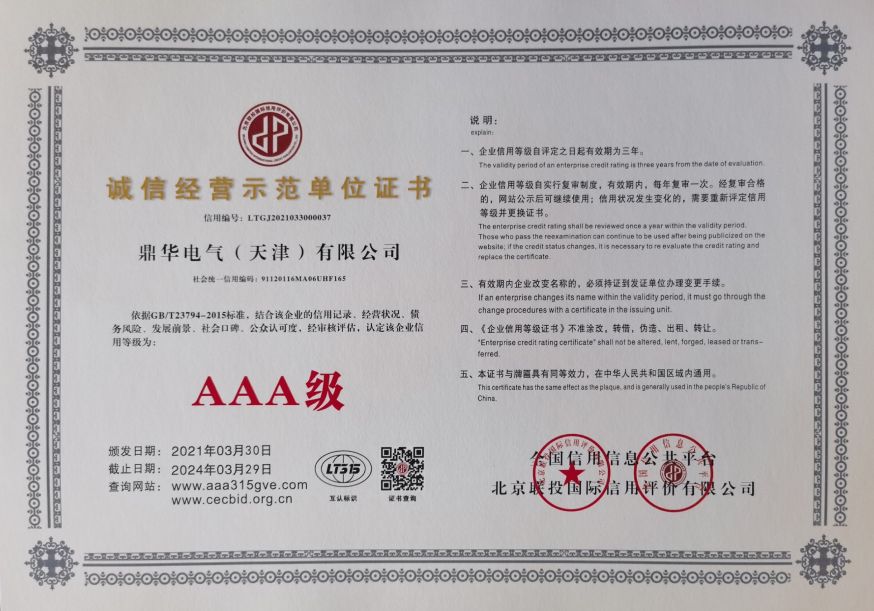 诚信经营示范单位证书
信用编号：LTGJ2021033000037
鼎华电气（天津）有限公司
社会统一信用编码：91120116MA06UHF165
依据GB/T23794-2015标准，结合该企业的信用记录、经营状况、债
务风险、发展前景、社会口碑、公众认可度，经审核评估，认定该企业信
用等级为：
AAA级
颁发日期：2021年03月30日
截止日期：2024年03月29日
查询网站：www.aaa315gve.com
www.cecbid.org.cn
LT315
互认标识
证书查询
说明：
explain:
一、企业信用等级自评定之日起有效期为三年。
The validity period of an enterprise credit rating is three years from the date of evaluation.
二、企业信用等级自实行复审制度，有效期内，每年复审一次。经复审合格
的，网站公示后可继续使用；信用状况发生变化的，需要重新评定信用
等级并更换证书。
The enterprise credit rating shall be reviewed once a year within the validity period.
Those who pass the reexamination can continue to be used after being publicized on the
website; if the credit status changes, it is necessary to re evaluate the credit rating and
replace the certificate.
三、有效期内企业改变名称的，必须持证到发证单位办理变更手续。
If an enterprise changes its name within the validity period, it must go through the
change procedures with a certificate in the issuing unit.
四、《企业信用等级证书》不准涂改，转借，伪造、出租、转让。
"Enterprise credit rating certificate" shall not be altered, lent, forged, leased or trans-
ferred.
五、本证书与牌匾具有同等效力，在中华人民共和国区域内通用。
This certificate has the same effect as the plaque, and is generally used in the people's Republic of
China.
全国信用信息公共平台
北京联投国际信用评价有限公司